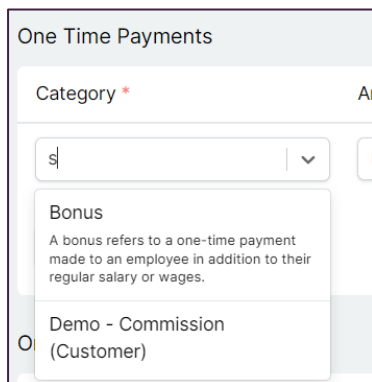 One Time Payments
Category *
s
Bonus
A bonus refers to a one-time payment
made to an employee in addition to their
regular salary or wages.
Demo - Commission
(Customer)